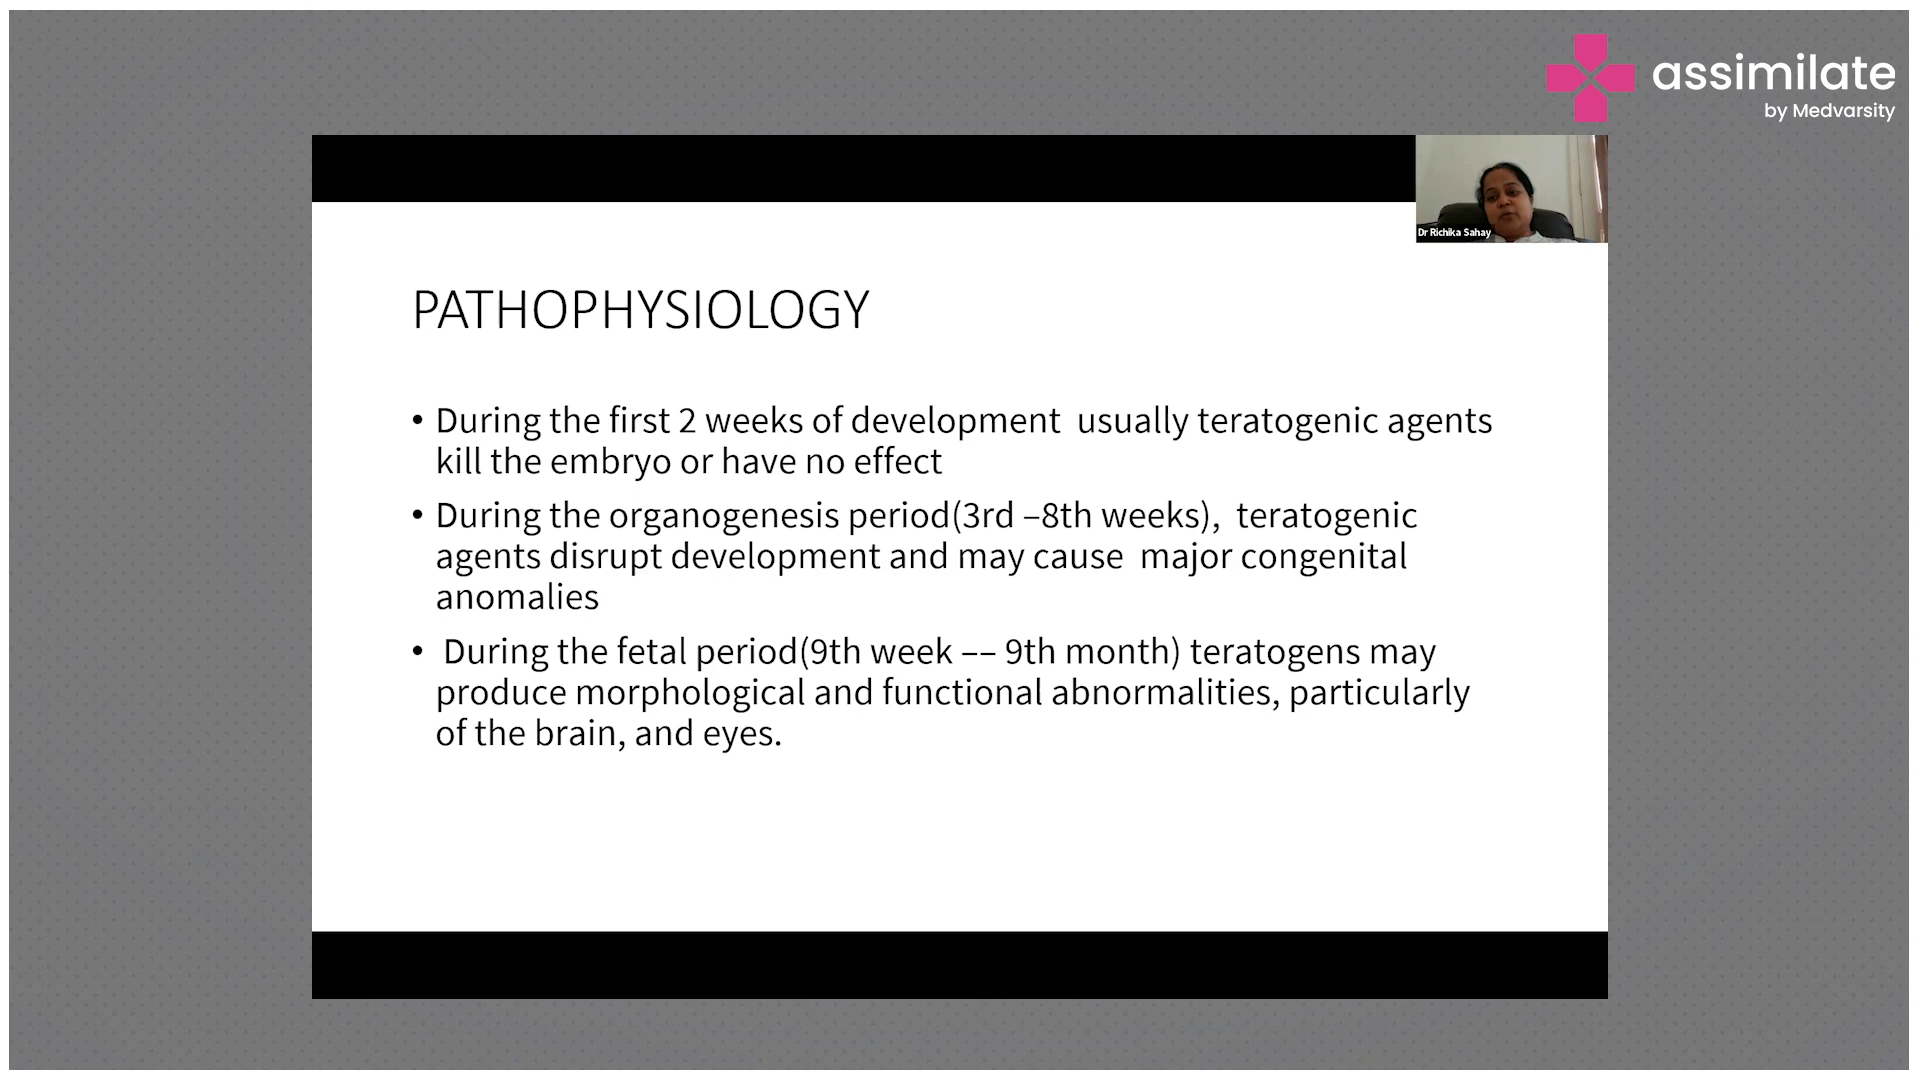 assimilate
by Medvarsity
Dr Richika Sahay
PATHOPHYSIOLOGY
• During the first 2 weeks of development  usually teratogenic agents
kill the embryo or have no effect
• During the organogenesis period(3rd –8th weeks),  teratogenic
agents disrupt development and may cause  major congenital
anomalies
•  During the fetal period(9th week –– 9th month) teratogens may
produce morphological and functional abnormalities, particularly
of the brain, and eyes.